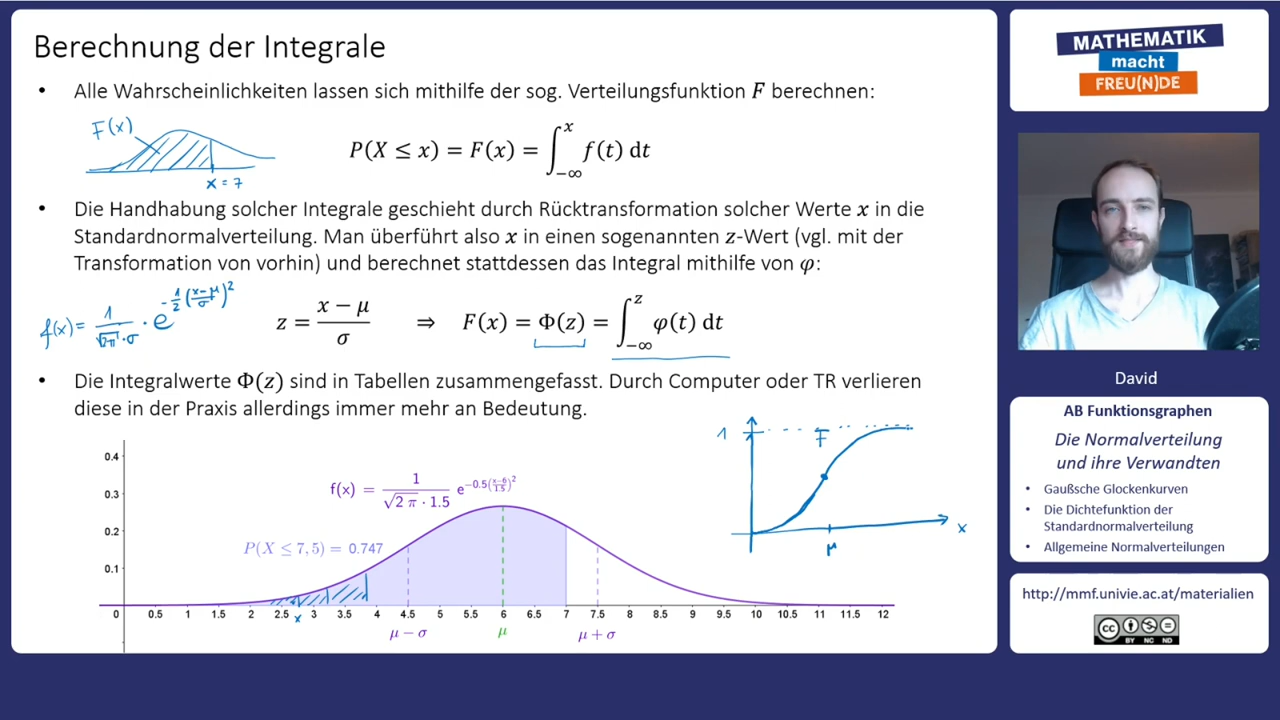 Berechnung der Integrale
• Alle Wahrscheinlichkeiten lassen sich mithilfe der sog. Verteilungsfunktion F berechnen:
F(x)
x = 7
P(X ≤ x) = F(x) = ∫_{-∞}^{x} f(t) dt
• Die Handhabung solcher Integrale geschieht durch Rücktransformation solcher Werte x in die
Standardnormalverteilung. Man überführt also x in einen sogenannten z-Wert (vgl. mit der
Transformation von vorhin) und berechnet stattdessen das Integral mithilfe von φ:
f(x) = 1/(√2π · σ) · e^{-1/2 ((x-μ)/σ)^2}
z = (x − μ)/σ ⇒ F(x) = Φ(z) = ∫_{-∞}^{z} φ(t) dt
• Die Integralwerte Φ(z) sind in Tabellen zusammengefasst. Durch Computer oder TR verlieren
diese in der Praxis allerdings immer mehr an Bedeutung.
0.4
0.3
0.2
0.1
f(x) = 1/(√2π · 1.5) e^{-0.5((x-6)/1.5)^2}
P(X ≤ 7,5) = 0.747
x
0 0.5 1 1.5 2 2.5 3 3.5 4 4.5 5 5.5 6 6.5 7 7.5 8 8.5 9 9.5 10 10.5 11 11.5 12
μ − σ μ μ + σ
1
F
x
μ
MATHEMATIK
macht
FREU(N)DE
David
AB Funktionsgraphen
Die Normalverteilung
und ihre Verwandten
• Gaußsche Glockenkurven
• Die Dichtefunktion der
Standardnormalverteilung
• Allgemeine Normalverteilungen
http://mmf.univie.ac.at/materialien
cc
BY NC ND